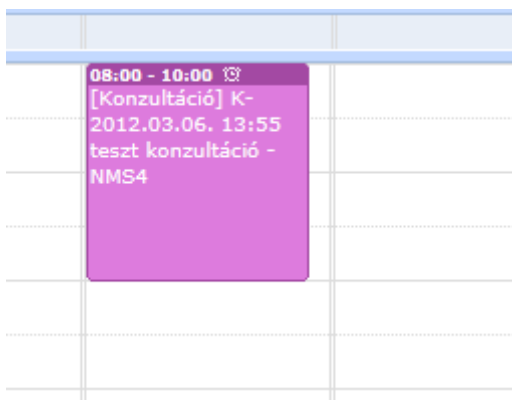 08:00 - 10:00
[Konzultáció] K-
2012.03.06. 13:55
teszt konzultáció -
NMS4